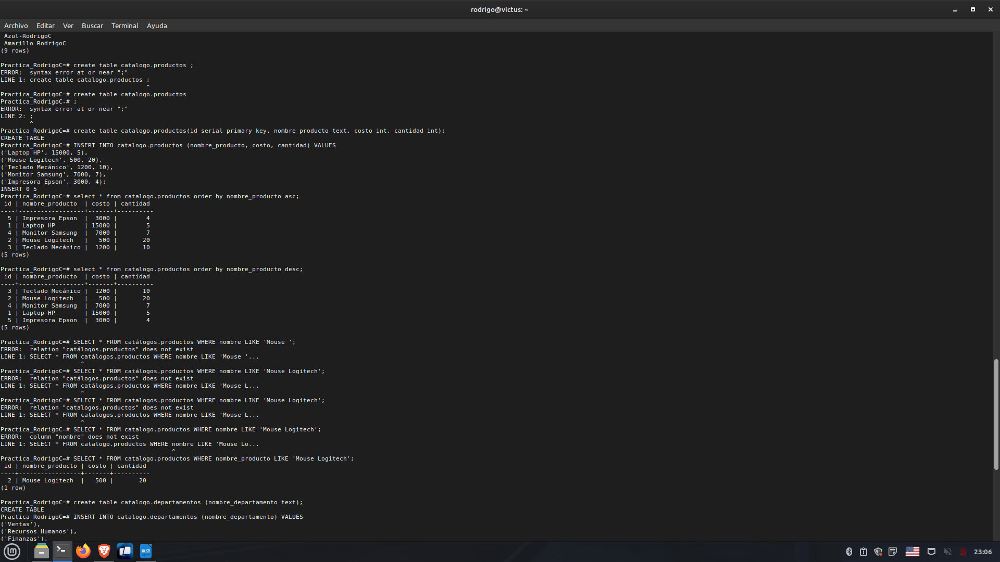 rodrigo@victus: ~
Archivo Editar Ver Buscar Terminal Ayuda
 Azul-RodrigoC
 Amarillo-RodrigoC
(9 rows)

Practica_RodrigoC=# create table catalogo.productos ;
ERROR:  syntax error at or near ";"
LINE 1: create table catalogo.productos ;
                                        ^
Practica_RodrigoC=# create table catalogo.productos
Practica_RodrigoC-# ;
ERROR:  syntax error at or near ";"
LINE 2: ;
        ^
Practica_RodrigoC=# create table catalogo.productos(id serial primary key, nombre_producto text, costo int, cantidad int);
CREATE TABLE
Practica_RodrigoC=# INSERT INTO catalogo.productos (nombre_producto, costo, cantidad) VALUES
('Laptop HP', 15000, 5),
('Mouse Logitech', 500, 20),
('Teclado Mecánico', 1200, 10),
('Monitor Samsung', 7000, 7),
('Impresora Epson', 3000, 4);
INSERT 0 5
Practica_RodrigoC=# select * from catalogo.productos order by nombre_producto asc;
 id | nombre_producto  | costo | cantidad
----+------------------+-------+----------
  5 | Impresora Epson  |  3000 |        4
  1 | Laptop HP        | 15000 |        5
  4 | Monitor Samsung  |  7000 |        7
  2 | Mouse Logitech   |   500 |       20
  3 | Teclado Mecánico |  1200 |       10
(5 rows)

Practica_RodrigoC=# select * from catalogo.productos order by nombre_producto desc;
 id | nombre_producto  | costo | cantidad
----+------------------+-------+----------
  3 | Teclado Mecánico |  1200 |       10
  2 | Mouse Logitech   |   500 |       20
  4 | Monitor Samsung  |  7000 |        7
  1 | Laptop HP        | 15000 |        5
  5 | Impresora Epson  |  3000 |        4
(5 rows)

Practica_RodrigoC=# SELECT * FROM catálogos.productos WHERE nombre LIKE 'Mouse ';
ERROR:  relation "catálogos.productos" does not exist
LINE 1: SELECT * FROM catálogos.productos WHERE nombre LIKE 'Mouse '...
                      ^
Practica_RodrigoC=# SELECT * FROM catálogos.productos WHERE nombre LIKE 'Mouse Logitech';
ERROR:  relation "catálogos.productos" does not exist
LINE 1: SELECT * FROM catálogos.productos WHERE nombre LIKE 'Mouse L...
                      ^
Practica_RodrigoC=# SELECT * FROM catalogos.productos WHERE nombre LIKE 'Mouse Logitech';
ERROR:  relation "catalogos.productos" does not exist
LINE 1: SELECT * FROM catalogos.productos WHERE nombre LIKE 'Mouse L...
                      ^
Practica_RodrigoC=# SELECT * FROM catalogo.productos WHERE nombre LIKE 'Mouse Logitech';
ERROR:  column "nombre" does not exist
LINE 1: SELECT * FROM catalogo.productos WHERE nombre LIKE 'Mouse Lo...
                                               ^
Practica_RodrigoC=# SELECT * FROM catalogo.productos WHERE nombre_producto LIKE 'Mouse Logitech';
 id | nombre_producto | costo | cantidad
----+-----------------+-------+----------
  2 | Mouse Logitech  |   500 |       20
(1 row)

Practica_RodrigoC=# create table catalogo.departamentos (nombre_departamento text);
CREATE TABLE
Practica_RodrigoC=# INSERT INTO catalogo.departamentos (nombre_departamento) VALUES
('Ventas'),
('Recursos Humanos'),
('Finanzas'),
23:06